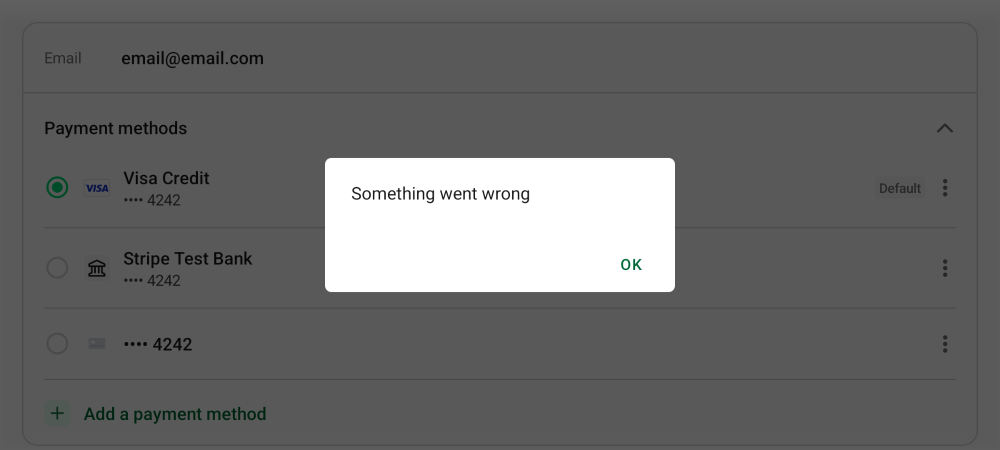 Email email@email.com
Payment methods
VISA Visa Credit
•••• 4242
Default
Something went wrong
Stripe Test Bank
•••• 4242
OK
•••• 4242
+ Add a payment method